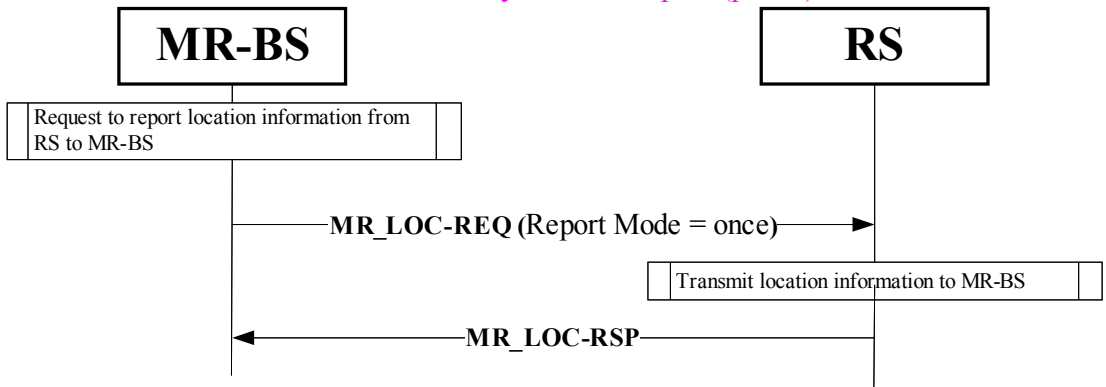 MR-BS
RS
Request to report location information from
RS to MR-BS
MR_LOC-REQ (Report Mode = once)
Transmit location information to MR-BS
MR_LOC-RSP